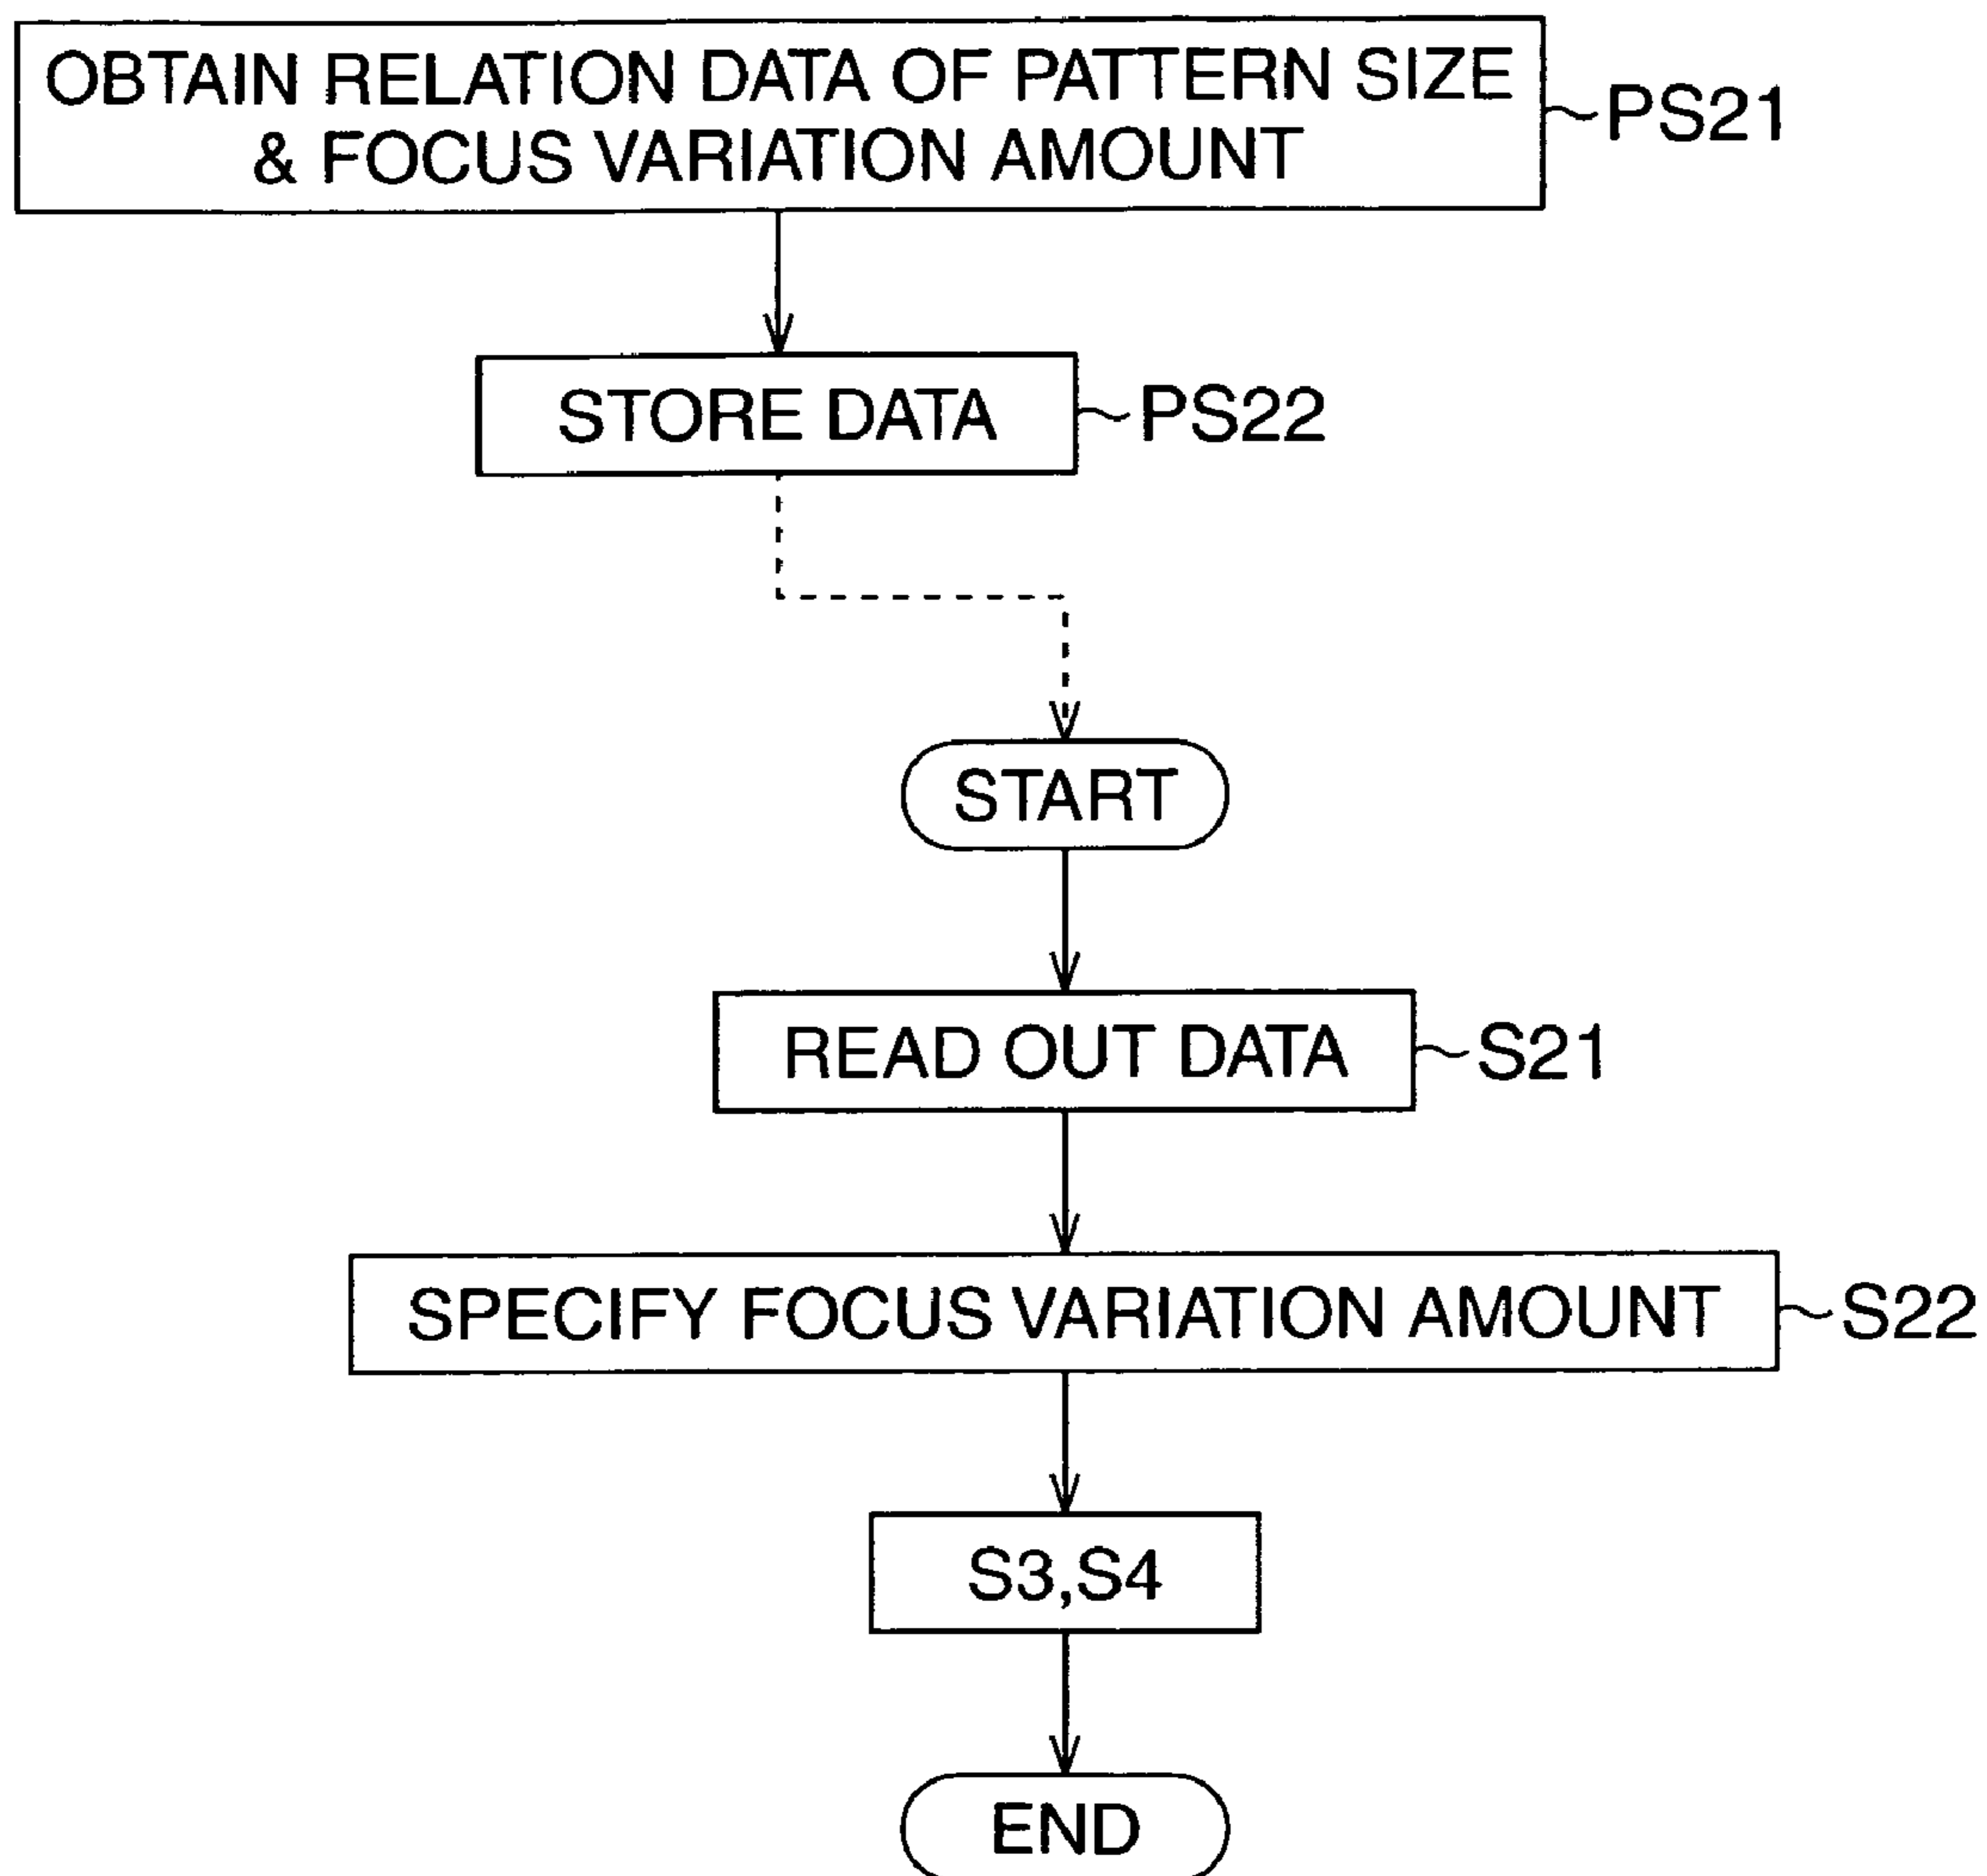 OBTAIN RELATION DATA OF PATTERN SIZE
& FOCUS VARIATION AMOUNT
PS21
STORE DATA
PS22
START
READ OUT DATA
S21
SPECIFY FOCUS VARIATION AMOUNT
S22
S3,S4
END